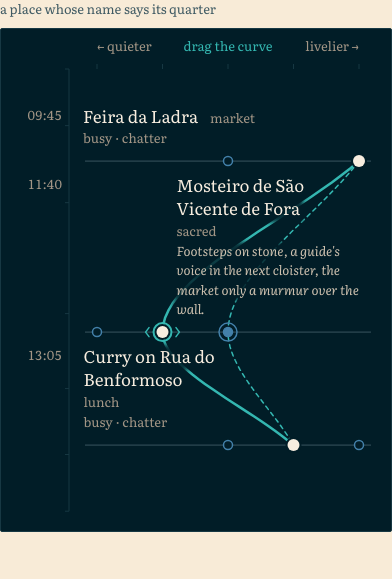 a place whose name says its quarter
← quieter drag the curve livelier →
09:45 Feira da Ladra market
busy · chatter
11:40 Mosteiro de São
Vicente de Fora
sacred
Footsteps on stone, a guide's
voice in the next cloister, the
market only a murmur over the
wall.
13:05 Curry on Rua do
Benformoso
lunch
busy · chatter